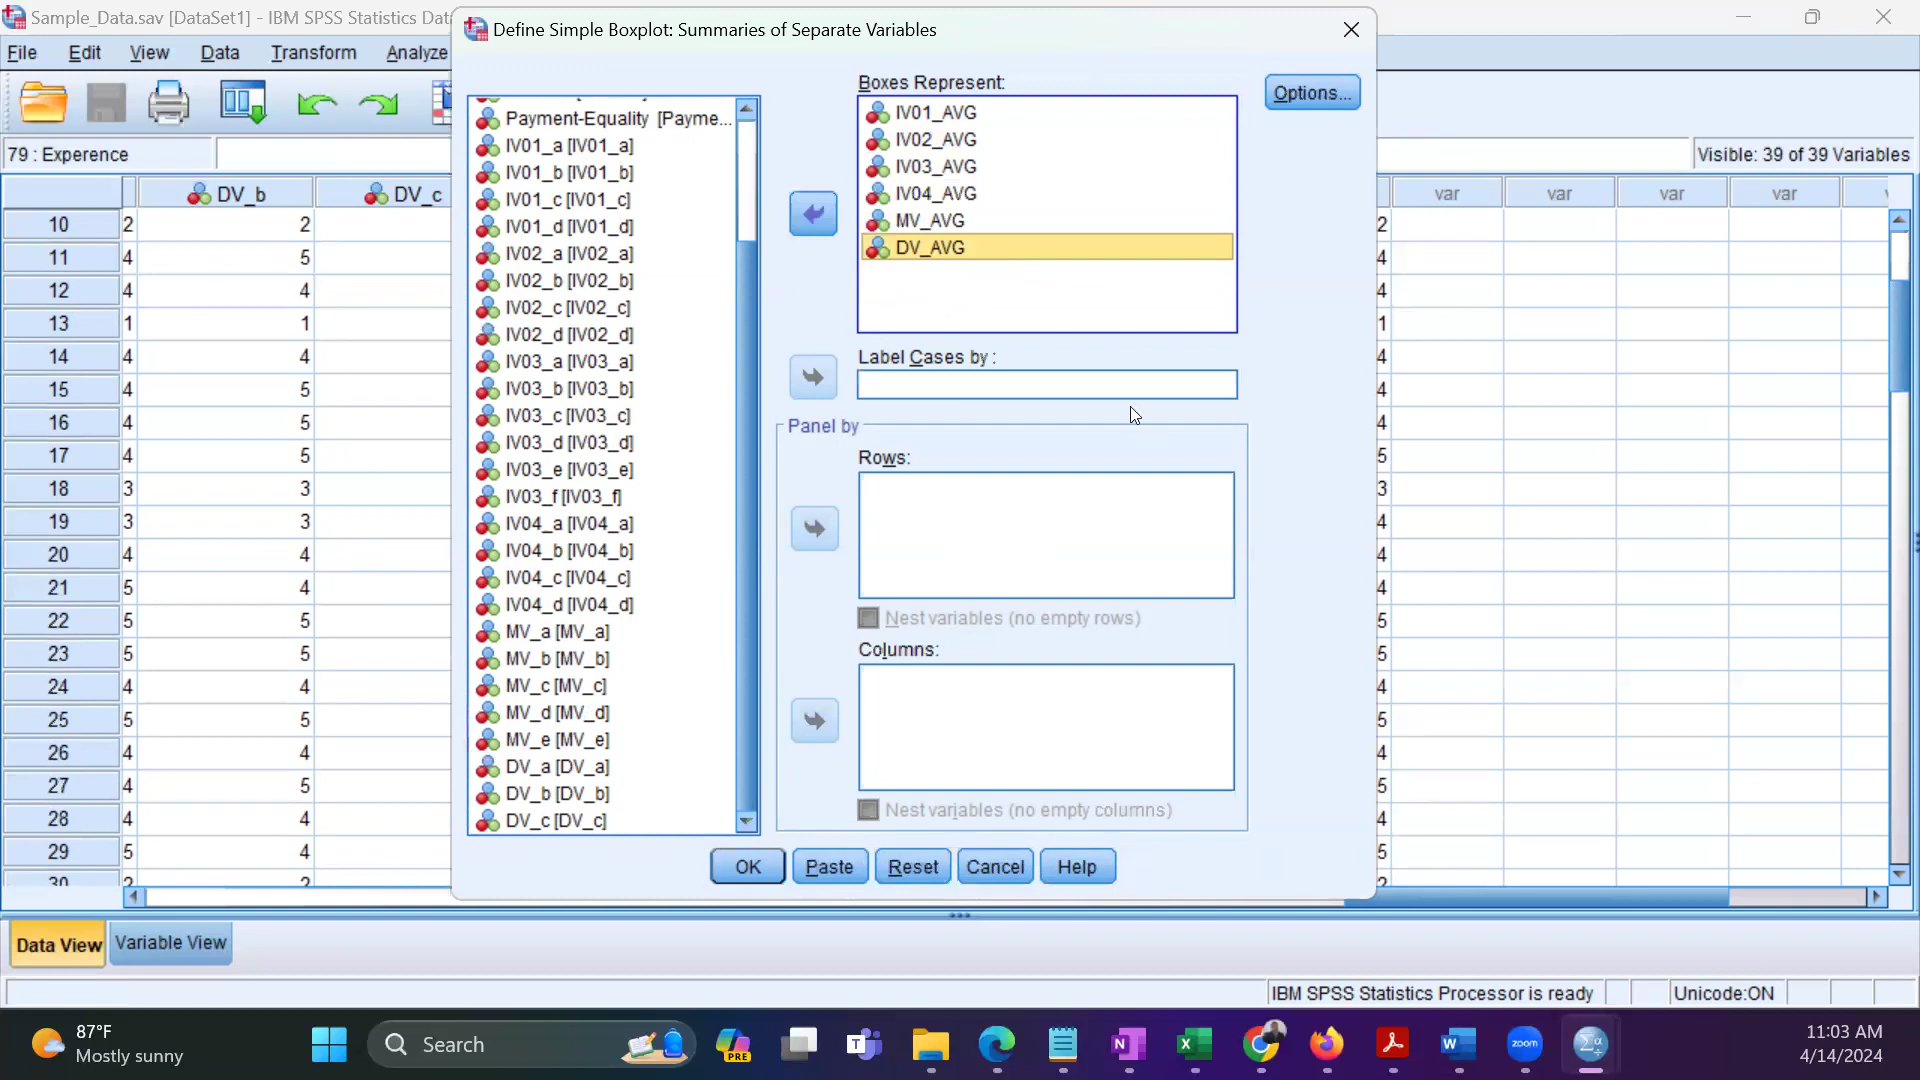 Sample_Data.sav [DataSet1] - IBM SPSS Statistics Dat
File Edit View Data Transform Analyze
79 : Experence
Visible: 39 of 39 Variables
DV_b DV_c var var var var
10 2 2 2
11 4 5 4
12 4 4 4
13 1 1 1
14 4 4 4
15 4 5 4
16 4 5 4
17 4 5 5
18 3 3 3
19 3 3 4
20 4 4 4
21 5 4 4
22 5 5 5
23 5 5 5
24 4 4 4
25 5 5 5
26 4 4 4
27 4 5 5
28 4 4 4
29 5 4 5
30 2 2 2
Define Simple Boxplot: Summaries of Separate Variables
Payment-Equality [Payme...
IV01_a [IV01_a]
IV01_b [IV01_b]
IV01_c [IV01_c]
IV01_d [IV01_d]
IV02_a [IV02_a]
IV02_b [IV02_b]
IV02_c [IV02_c]
IV02_d [IV02_d]
IV03_a [IV03_a]
IV03_b [IV03_b]
IV03_c [IV03_c]
IV03_d [IV03_d]
IV03_e [IV03_e]
IV03_f [IV03_f]
IV04_a [IV04_a]
IV04_b [IV04_b]
IV04_c [IV04_c]
IV04_d [IV04_d]
MV_a [MV_a]
MV_b [MV_b]
MV_c [MV_c]
MV_d [MV_d]
MV_e [MV_e]
DV_a [DV_a]
DV_b [DV_b]
DV_c [DV_c]
Boxes Represent:
IV01_AVG
IV02_AVG
IV03_AVG
IV04_AVG
MV_AVG
DV_AVG
Options...
Label Cases by :
Panel by
Rows:
Nest variables (no empty rows)
Columns:
Nest variables (no empty columns)
OK Paste Reset Cancel Help
Data View Variable View
IBM SPSS Statistics Processor is ready Unicode:ON
87°F
Mostly sunny
Search
PRE
zoom
11:03 AM
4/14/2024